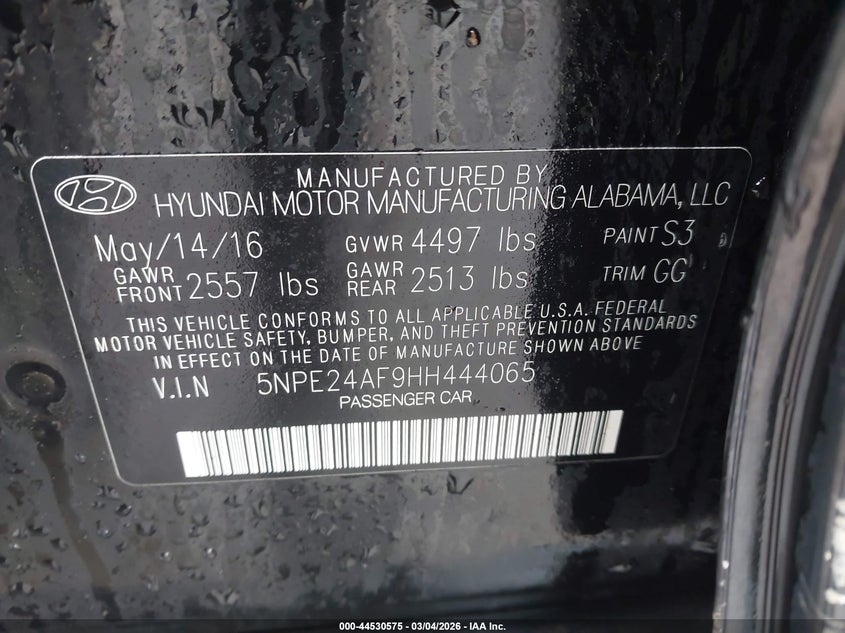 MANUFACTURED BY
HYUNDAI MOTOR MANUFACTURING ALABAMA, LLC
May/14/16 GVWR 4497 lbs PAINT S3
GAWR FRONT 2557 lbs GAWR REAR 2513 lbs TRIM GG
THIS VEHICLE CONFORMS TO ALL APPLICABLE U.S.A. FEDERAL
MOTOR VEHICLE SAFETY, BUMPER, AND THEFT PREVENTION STANDARDS
IN EFFECT ON THE DATE OF MANUFACTURE SHOWN ABOVE
V.I.N 5NPE24AF9HH444065
PASSENGER CAR
000-44530575 - 03/04/2026 - IAA Inc.